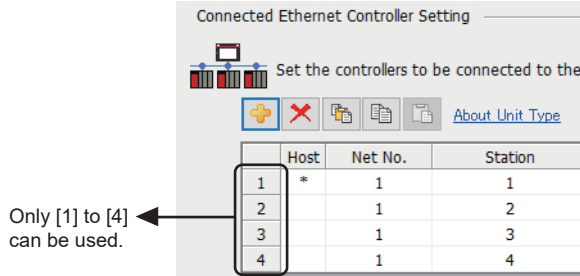 Connected Ethernet Controller Setting
Set the controllers to be connected to the
About Unit Type
Host Net No. Station
1 * 1 1
2 1 2
3 1 3
4 1 4
Only [1] to [4]
can be used.